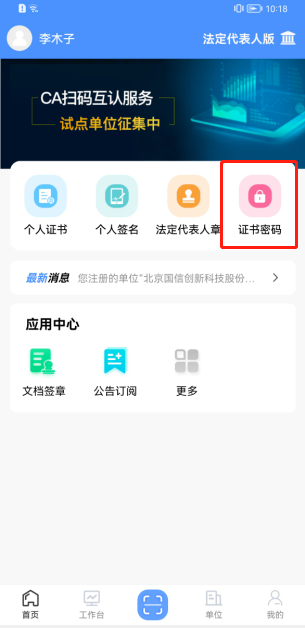 10:18
李木子
法定代表人版
CA扫码互认服务
试点单位征集中
个人证书
个人签名
法定代表人章
证书密码
最新消息 您注册的单位"北京国信创新科技股份...
应用中心
文档签章
公告订阅
更多
首页
工作台
单位
我的